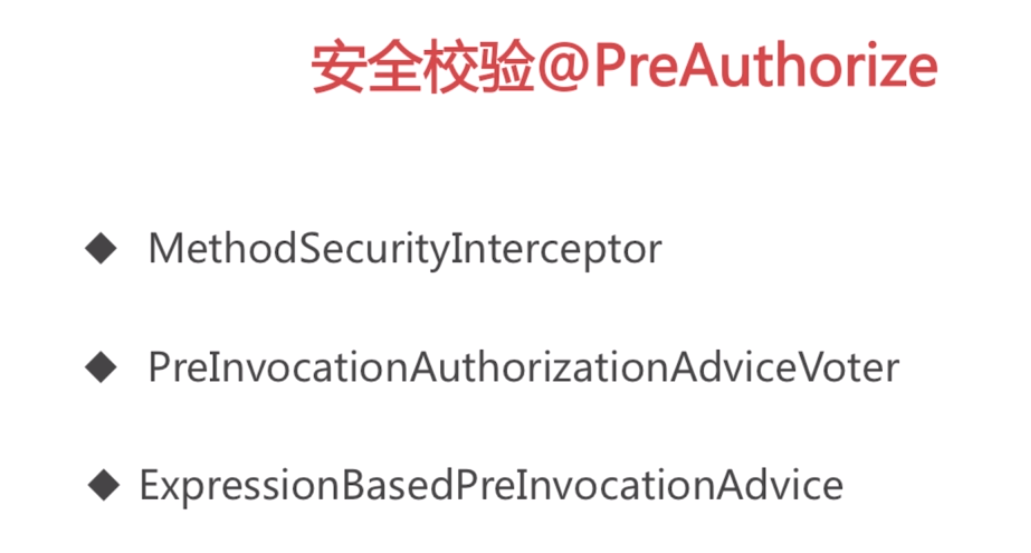 安全校验@PreAuthorize
◆ MethodSecurityInterceptor
◆ PreInvocationAuthorizationAdviceVoter
◆ ExpressionBasedPreInvocationAdvice